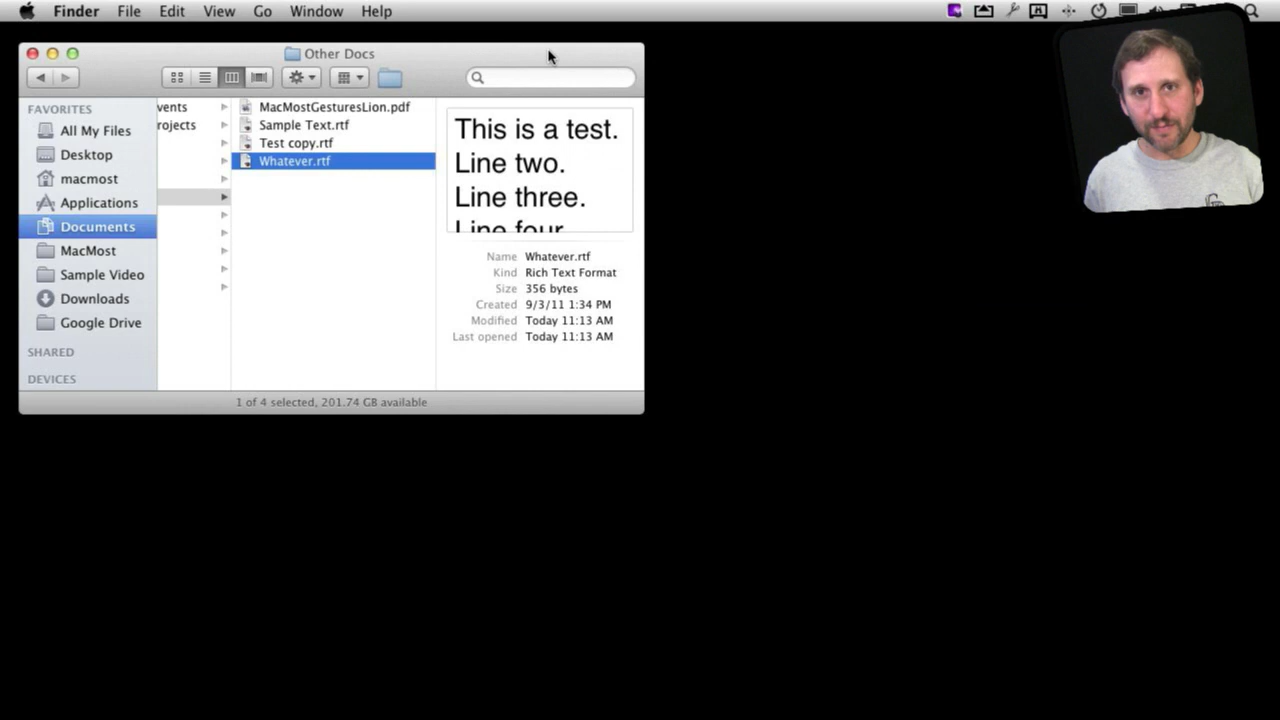 Finder File Edit View Go Window Help
Other Docs
FAVORITES
All My Files
Desktop
macmost
Applications
Documents
MacMost
Sample Video
Downloads
Google Drive
SHARED
DEVICES
vents
rojects
MacMostGesturesLion.pdf
Sample Text.rtf
Test copy.rtf
Whatever.rtf
This is a test.
Line two.
Line three.
Line four
Name Whatever.rtf
Kind Rich Text Format
Size 356 bytes
Created 9/3/11 1:34 PM
Modified Today 11:13 AM
Last opened Today 11:13 AM
1 of 4 selected, 201.74 GB available